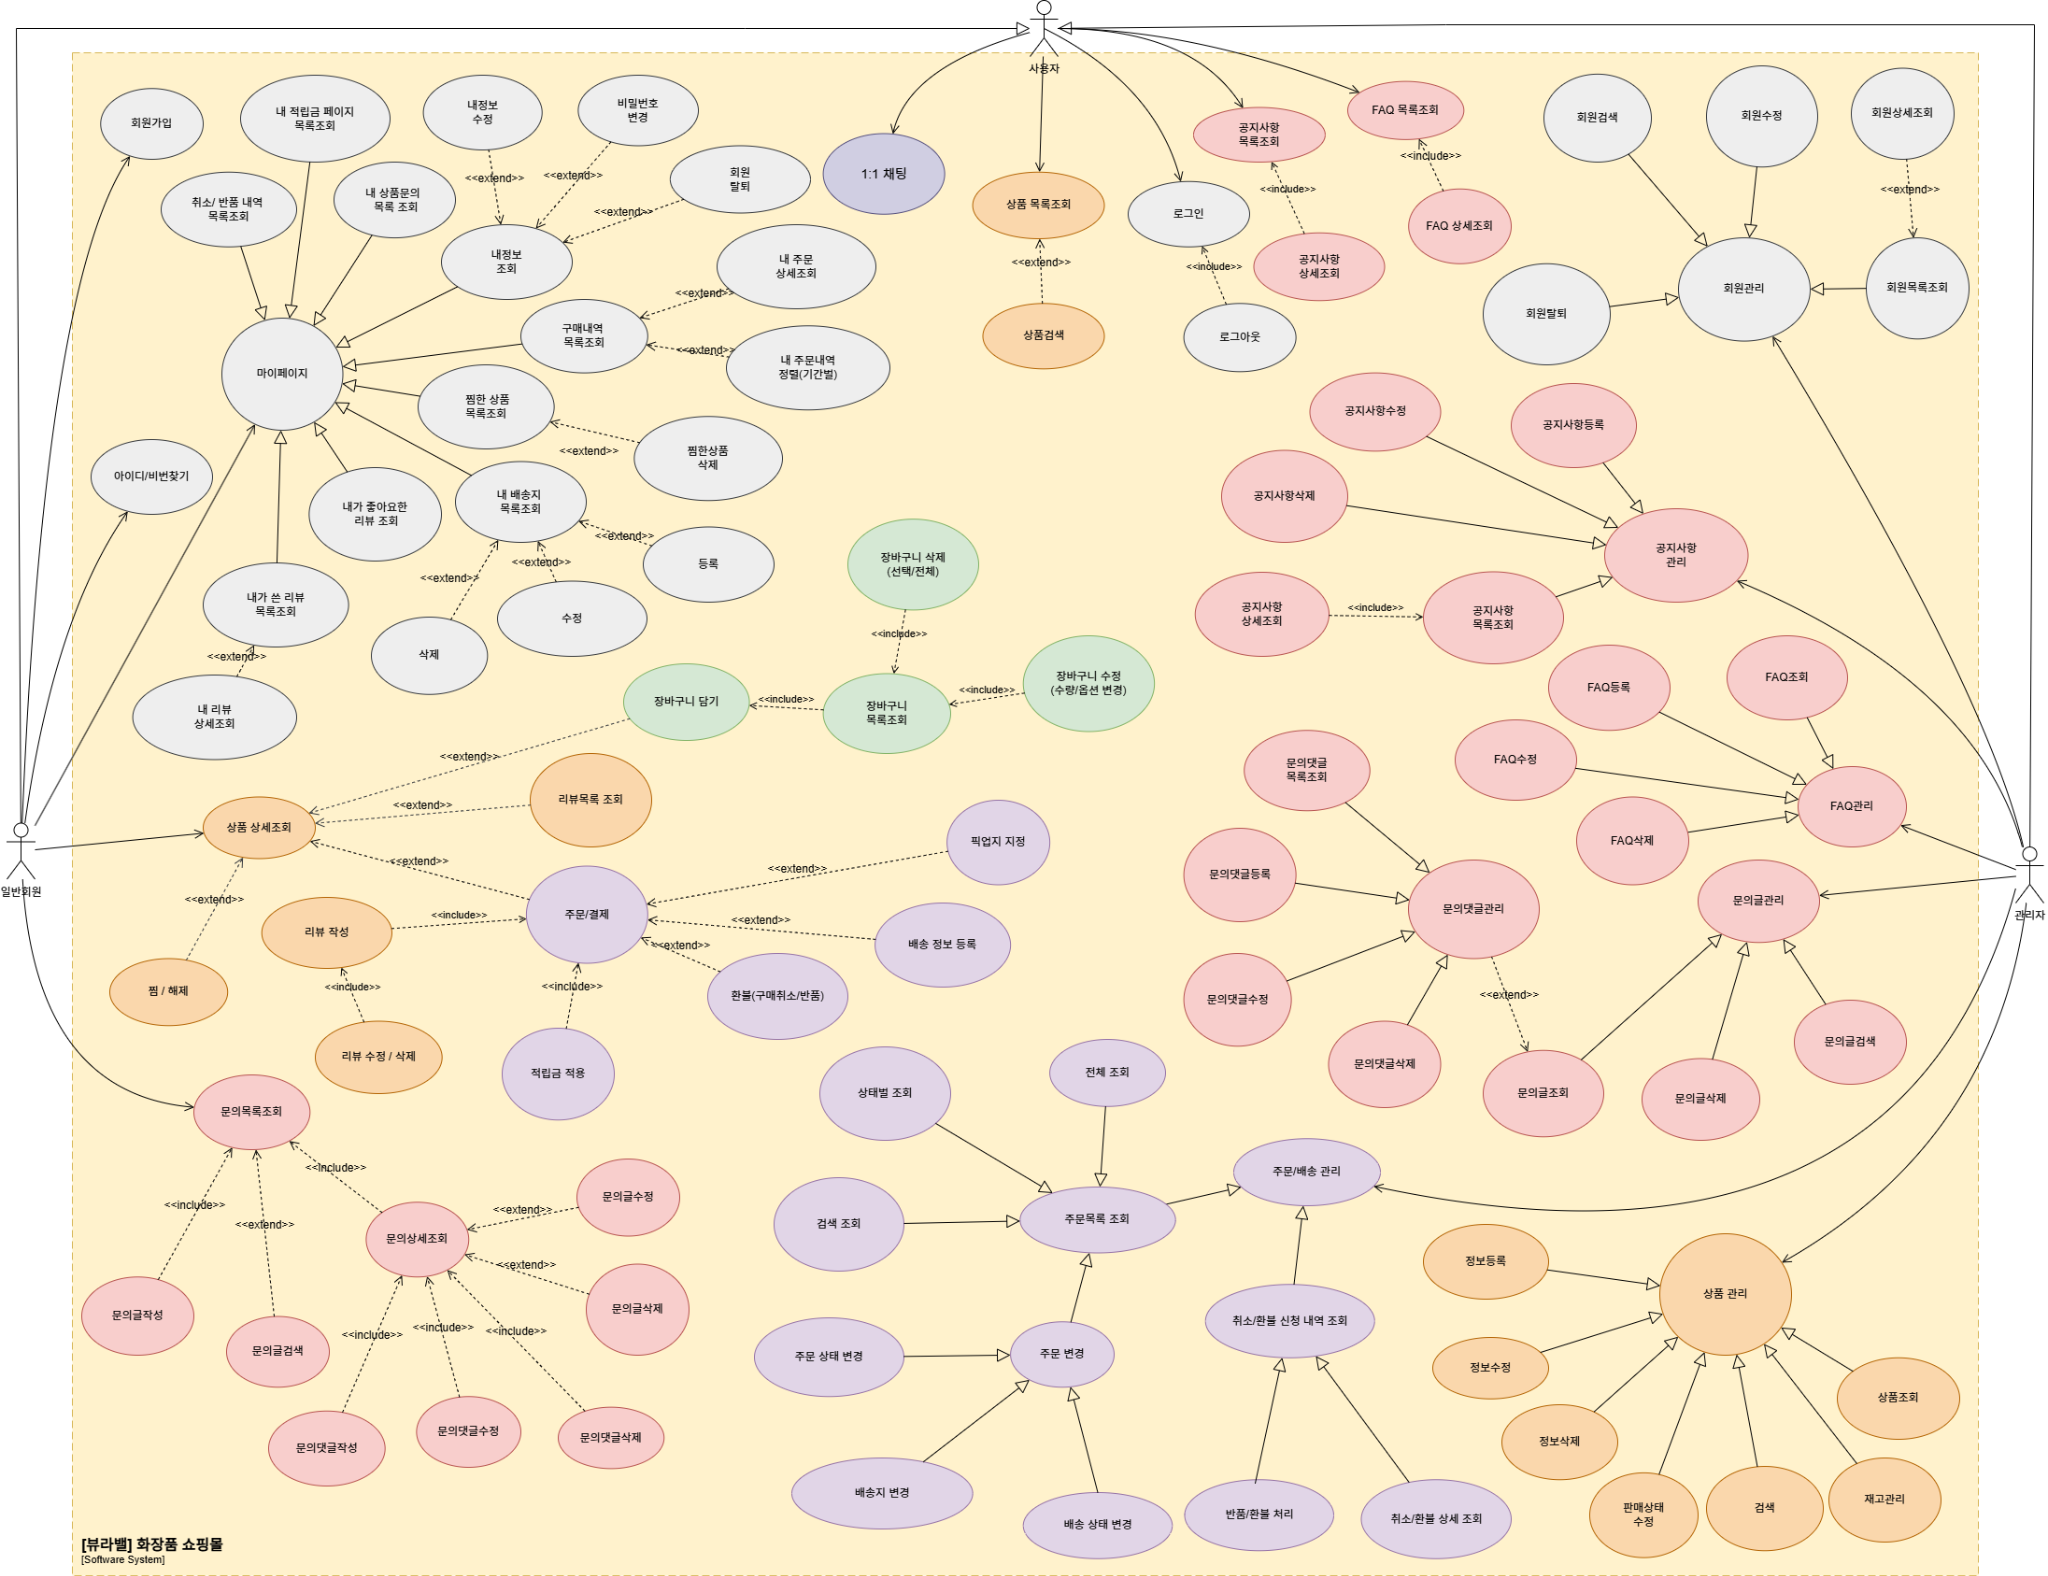 사용자
회원가입
내 적립금 페이지
목록조회
내정보
수정
비밀번호
변경
회원
탈퇴
취소/ 반품 내역
목록조회
내 상품문의
목록 조회
<<extend>>
<<extend>>
<<extend>>
내정보
조회
내 주문
상세조회
<<extend>>
구매내역
목록조회
<<extend>>
내 주문내역
정렬(기간별)
마이페이지
찜한 상품
목록조회
<<extend>>
찜한상품
삭제
아이디/비번찾기
내가 좋아요한
리뷰 조회
내 배송지
목록조회
<<extend>>
<<extend>>
<<extend>>
등록
수정
삭제
내가 쓴 리뷰
목록조회
<<extend>>
내 리뷰
상세조회
1:1 채팅
상품 목록조회
<<extend>>
상품검색
로그인
<<include>>
로그아웃
공지사항
목록조회
<<include>>
공지사항
상세조회
FAQ 목록조회
<<include>>
FAQ 상세조회
회원검색
회원수정
회원상세조회
<<extend>>
회원탈퇴
회원관리
회원목록조회
공지사항수정
공지사항등록
공지사항삭제
공지사항
관리
공지사항
상세조회
<<include>>
공지사항
목록조회
장바구니 삭제
(선택/전체)
<<include>>
장바구니 담기
<<include>>
장바구니
목록조회
<<include>>
장바구니 수정
(수량/옵션 변경)
<<extend>>
FAQ등록
FAQ조회
FAQ수정
FAQ삭제
FAQ관리
상품 상세조회
<<extend>>
리뷰목록 조회
<<extend>>
<<extend>>
찜 / 해제
리뷰 작성
<<include>>
주문/결제
<<include>>
리뷰 수정 / 삭제
<<include>>
적립금 적용
<<extend>>
픽업지 지정
<<extend>>
배송 정보 등록
<<extend>>
환불(구매취소/반품)
일반회원
관리자
문의댓글
목록조회
문의댓글등록
문의댓글관리
문의댓글수정
문의댓글삭제
<<extend>>
문의글관리
문의글조회
문의글삭제
문의글검색
문의목록조회
<<include>>
<<include>>
<<extend>>
문의글작성
문의글검색
문의상세조회
<<extend>>
문의글수정
<<extend>>
문의글삭제
<<include>>
<<include>>
<<include>>
문의댓글작성
문의댓글수정
문의댓글삭제
상태별 조회
전체 조회
검색 조회
주문목록 조회
주문/배송 관리
주문 상태 변경
주문 변경
배송지 변경
배송 상태 변경
취소/환불 신청 내역 조회
반품/환불 처리
취소/환불 상세 조회
정보등록
상품 관리
정보수정
정보삭제
판매상태
수정
검색
재고관리
상품조회
[뷰라밸] 화장품 쇼핑몰
[Software System]